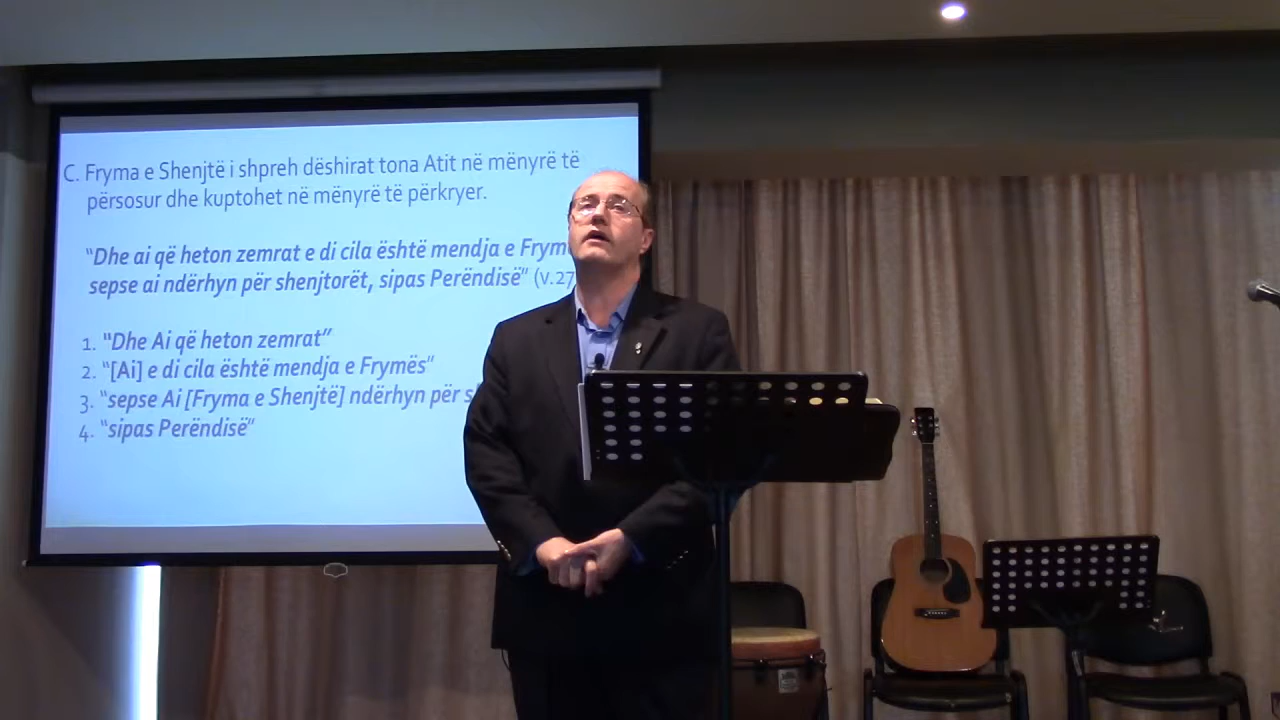 C. Fryma e Shenjtë i shpreh dëshirat tona Atit në mënyrë të
përsosur dhe kuptohet në mënyrë të përkryer.
“Dhe ai që heton zemrat e di cila është mendja e
sepse ai ndërhyn për shenjtorët, sipas Perëndisë” (v.27
1. “Dhe Ai që heton zemrat”
2. “[Ai] e di cila është mendja e Frymës”
3. “sepse Ai [Fryma e Shenjtë] ndërhyn për
4. “sipas Perëndisë”